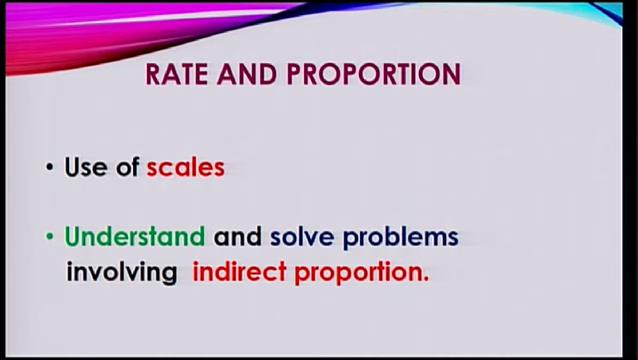 RATE AND PROPORTION
• Use of scales
• Understand and solve problems
involving indirect proportion.